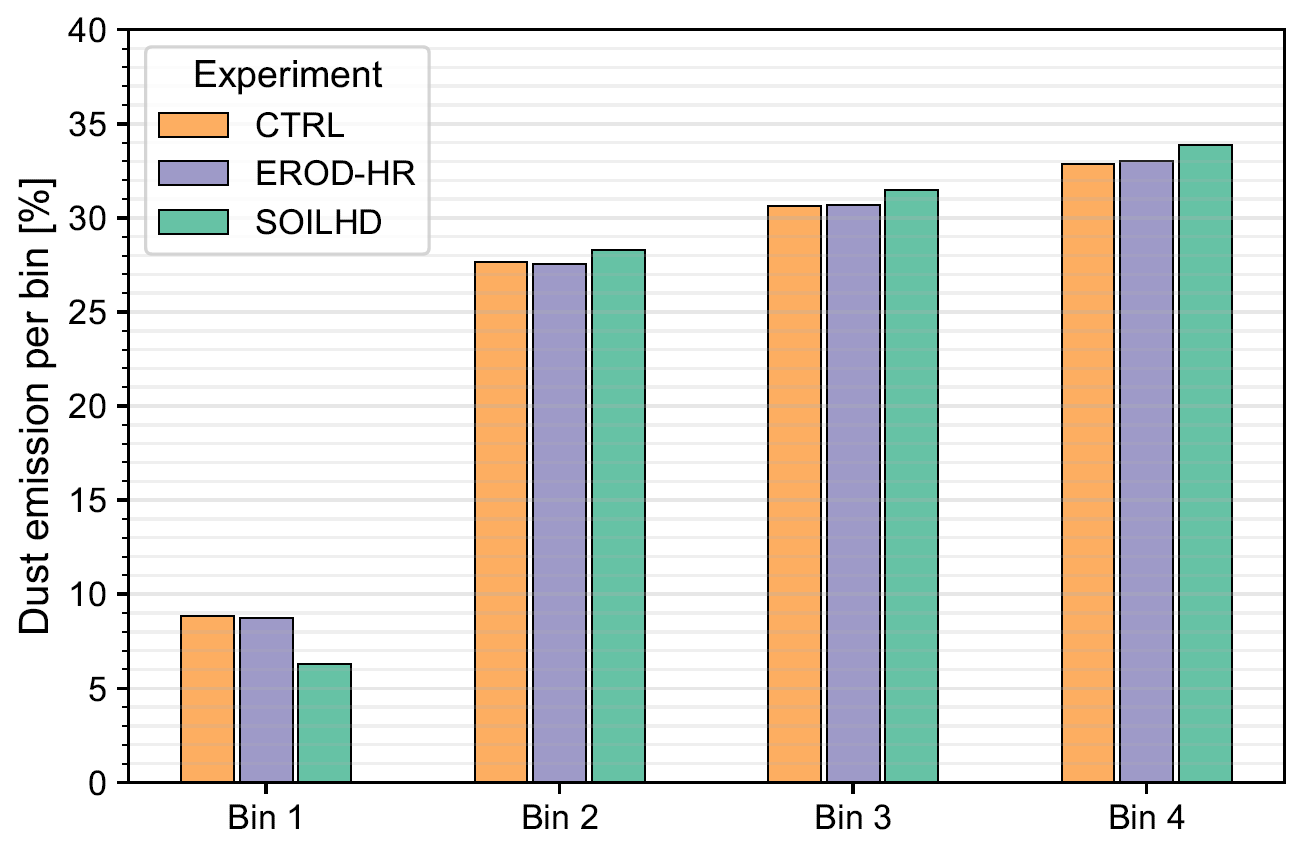 Dust emission per bin [%]
40
35
30
25
20
15
10
5
0
Experiment
CTRL
EROD-HR
SOILHD
Bin 1
Bin 2
Bin 3
Bin 4